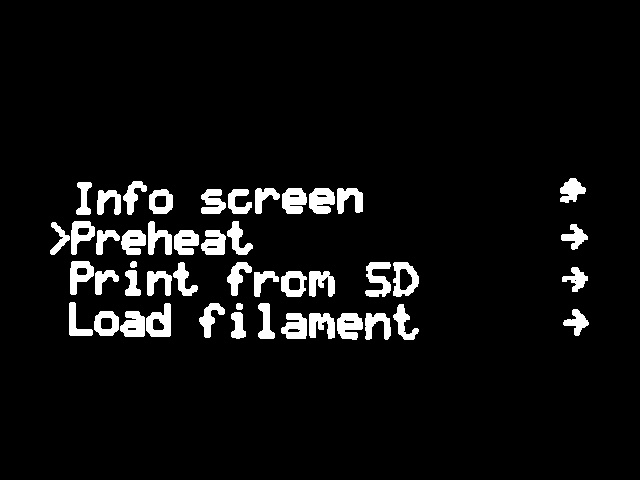 Info screen ↑
>Preheat →
Print from SD →
Load filament →